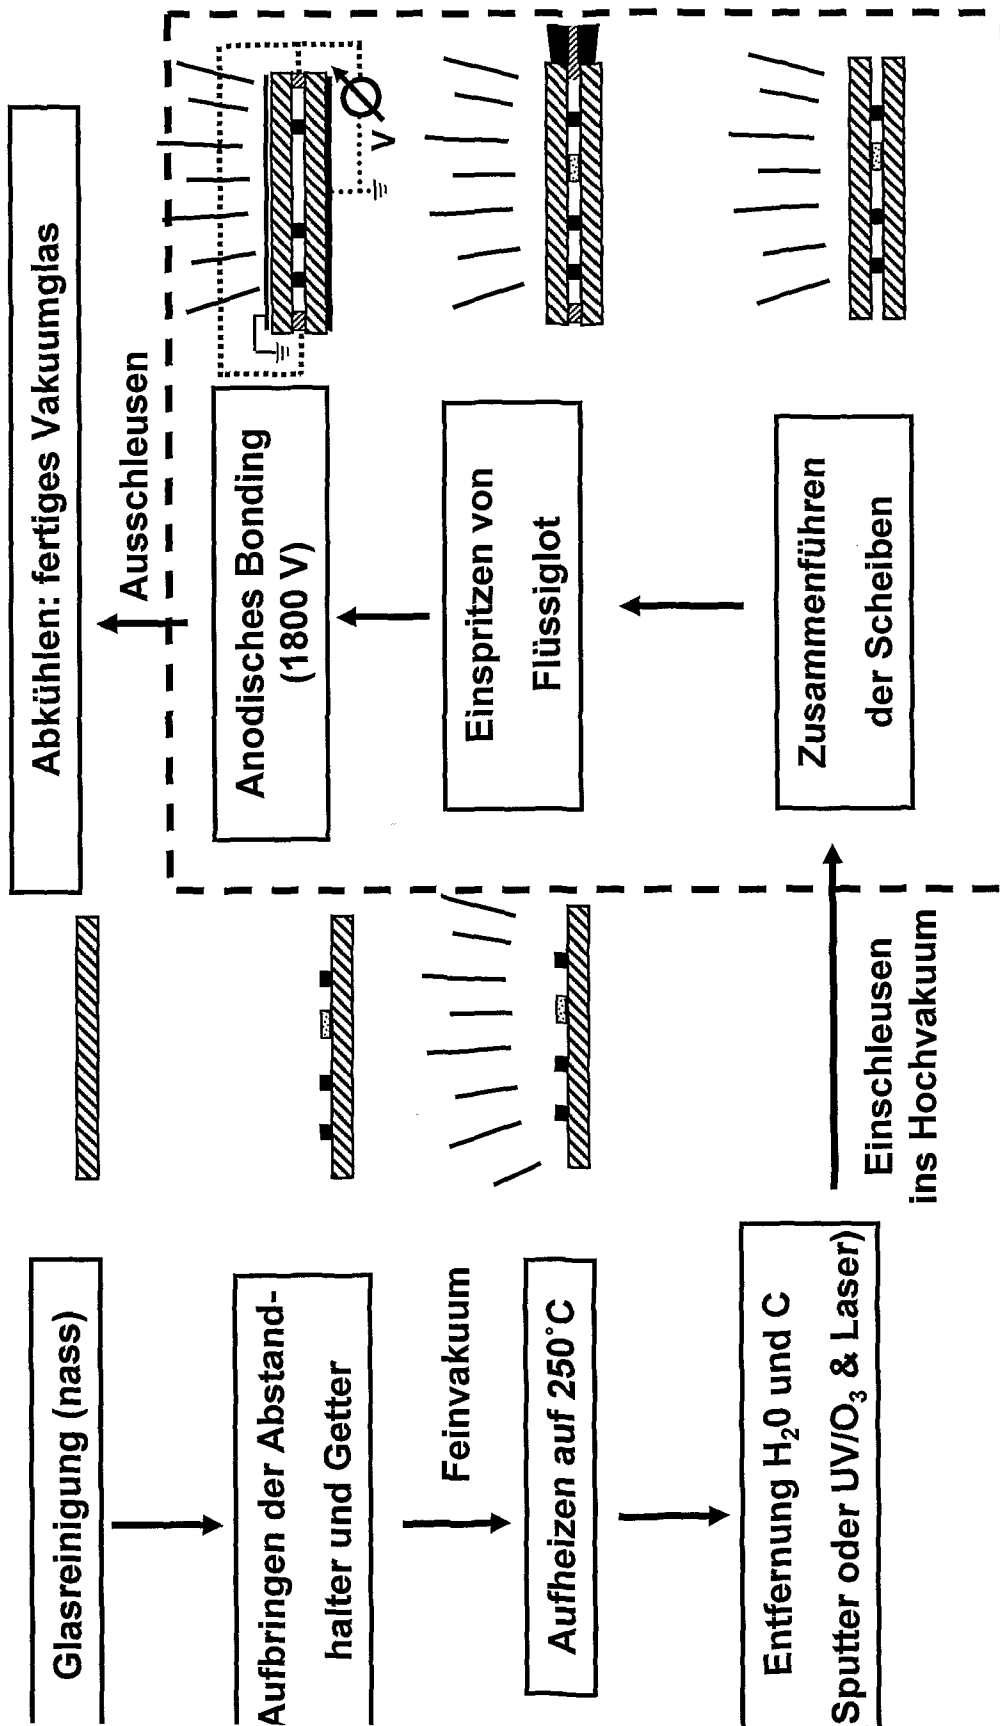 Glasreinigung (nass)
Aufbringen der Abstand-
halter und Getter
Feinvakuum
Aufheizen auf 250°C
Entfernung H₂0 und C
Sputter oder UV/O₃ & Laser)
Einschleusen
ins Hochvakuum
Zusammenführen
der Scheiben
Einspritzen von
Flüssiglot
Anodisches Bonding
(1800 V)
V
Ausschleusen
Abkühlen: fertiges Vakuumglas